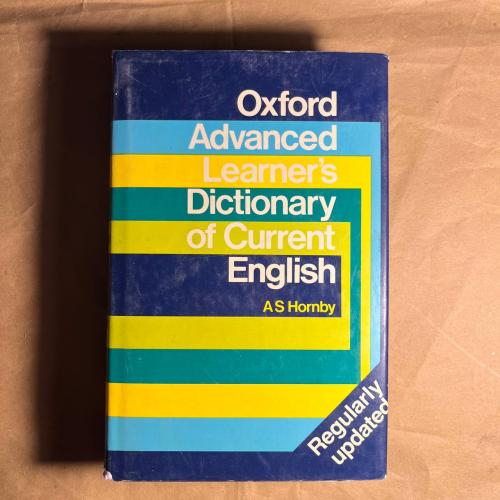 Oxford
Advanced
Learner's
Dictionary
of Current
English
A S Hornby
Regularly
updated